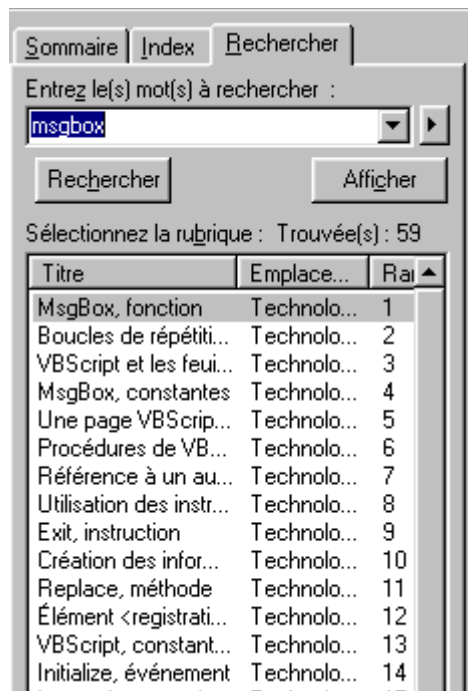 Sommaire Index Rechercher
Entrez le(s) mot(s) à rechercher :
msgbox
Rechercher Afficher
Sélectionnez la rubrique : Trouvée(s) : 59
Titre Emplace... Ra
MsgBox, fonction Technolo... 1
Boucles de répétiti... Technolo... 2
VBScript et les feui... Technolo... 3
MsgBox, constantes Technolo... 4
Une page VBScrip... Technolo... 5
Procédures de VB... Technolo... 6
Référence à un au... Technolo... 7
Utilisation des instr... Technolo... 8
Exit, instruction Technolo... 9
Création des infor... Technolo... 10
Replace, méthode Technolo... 11
Élément <registrati... Technolo... 12
VBScript, constant... Technolo... 13
Initialize, événement Technolo... 14